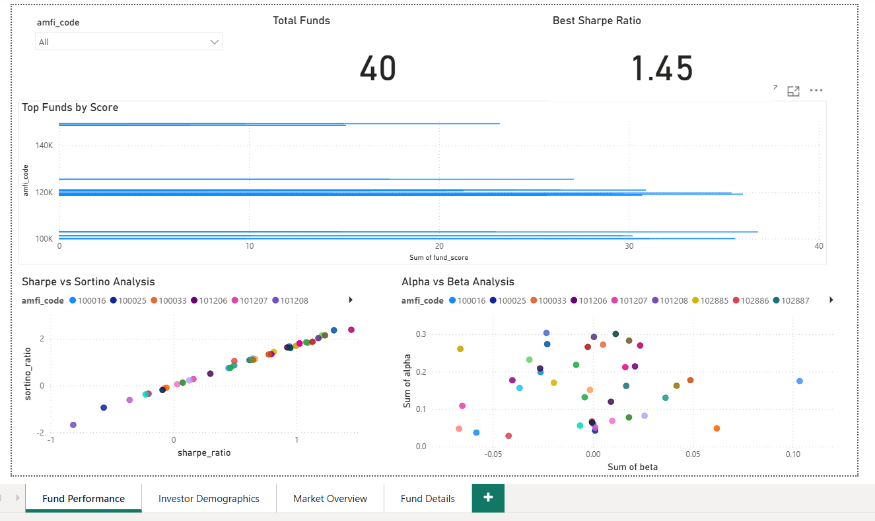 amfi_code
All
Total Funds
40
Best Sharpe Ratio
1.45
Top Funds by Score
amfi_code
140K
120K
100K
0 10 20 30 40
Sum of fund_score
Sharpe vs Sortino Analysis
amfi_code 100016 100025 100033 101206 101207 101208
sortino_ratio
2
0
-2
-1 0 1
sharpe_ratio
Alpha vs Beta Analysis
amfi_code 100016 100025 100033 101206 101207 101208 102885 102886 102887
Sum of alpha
0.3
0.2
0.1
0.0
-0.05 0.00 0.05 0.10
Sum of beta
Fund Performance Investor Demographics Market Overview Fund Details +